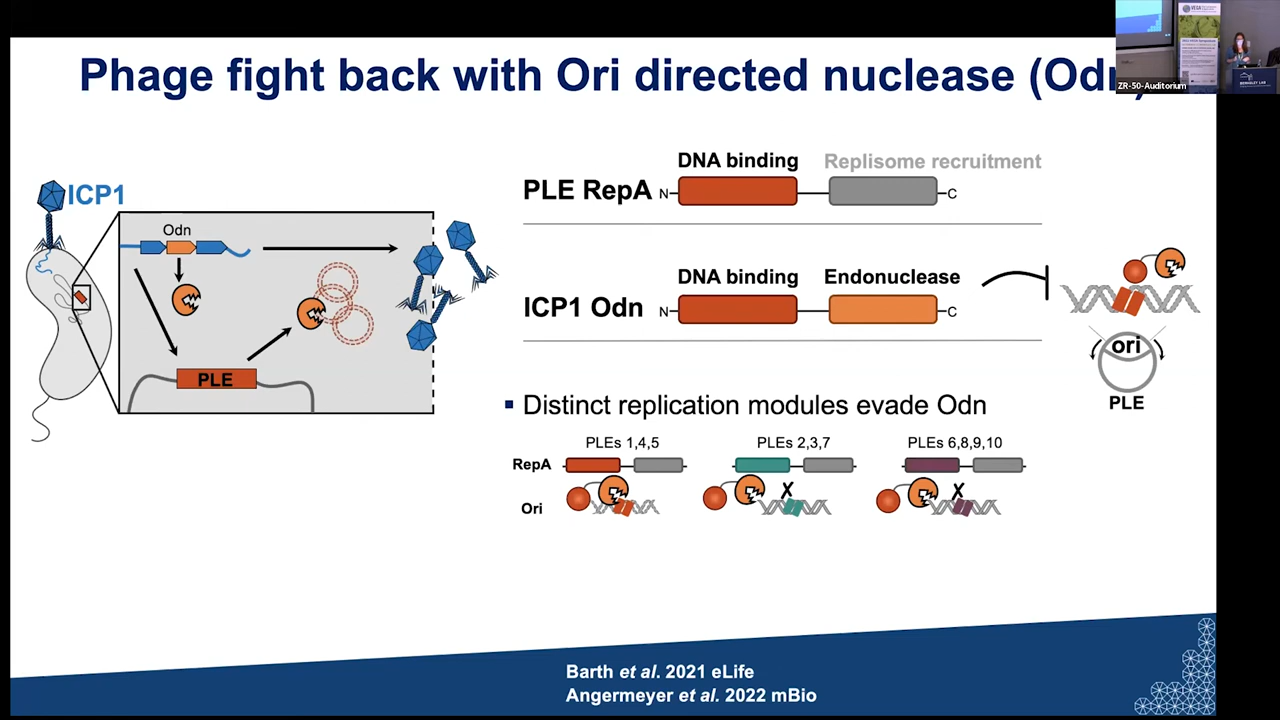 Phage fight back with Ori directed nuclease (Odn)
ZR-50-Auditorium
VEGA
BERKELEY LAB
ICP1
Odn
PLE
DNA binding
Replisome recruitment
PLE RepA
N
C
DNA binding
Endonuclease
ICP1 Odn
N
C
ori
PLE
▪ Distinct replication modules evade Odn
PLEs 1,4,5
PLEs 2,3,7
PLEs 6,8,9,10
RepA
X
X
Ori
Barth et al. 2021 eLife
Angermeyer et al. 2022 mBio